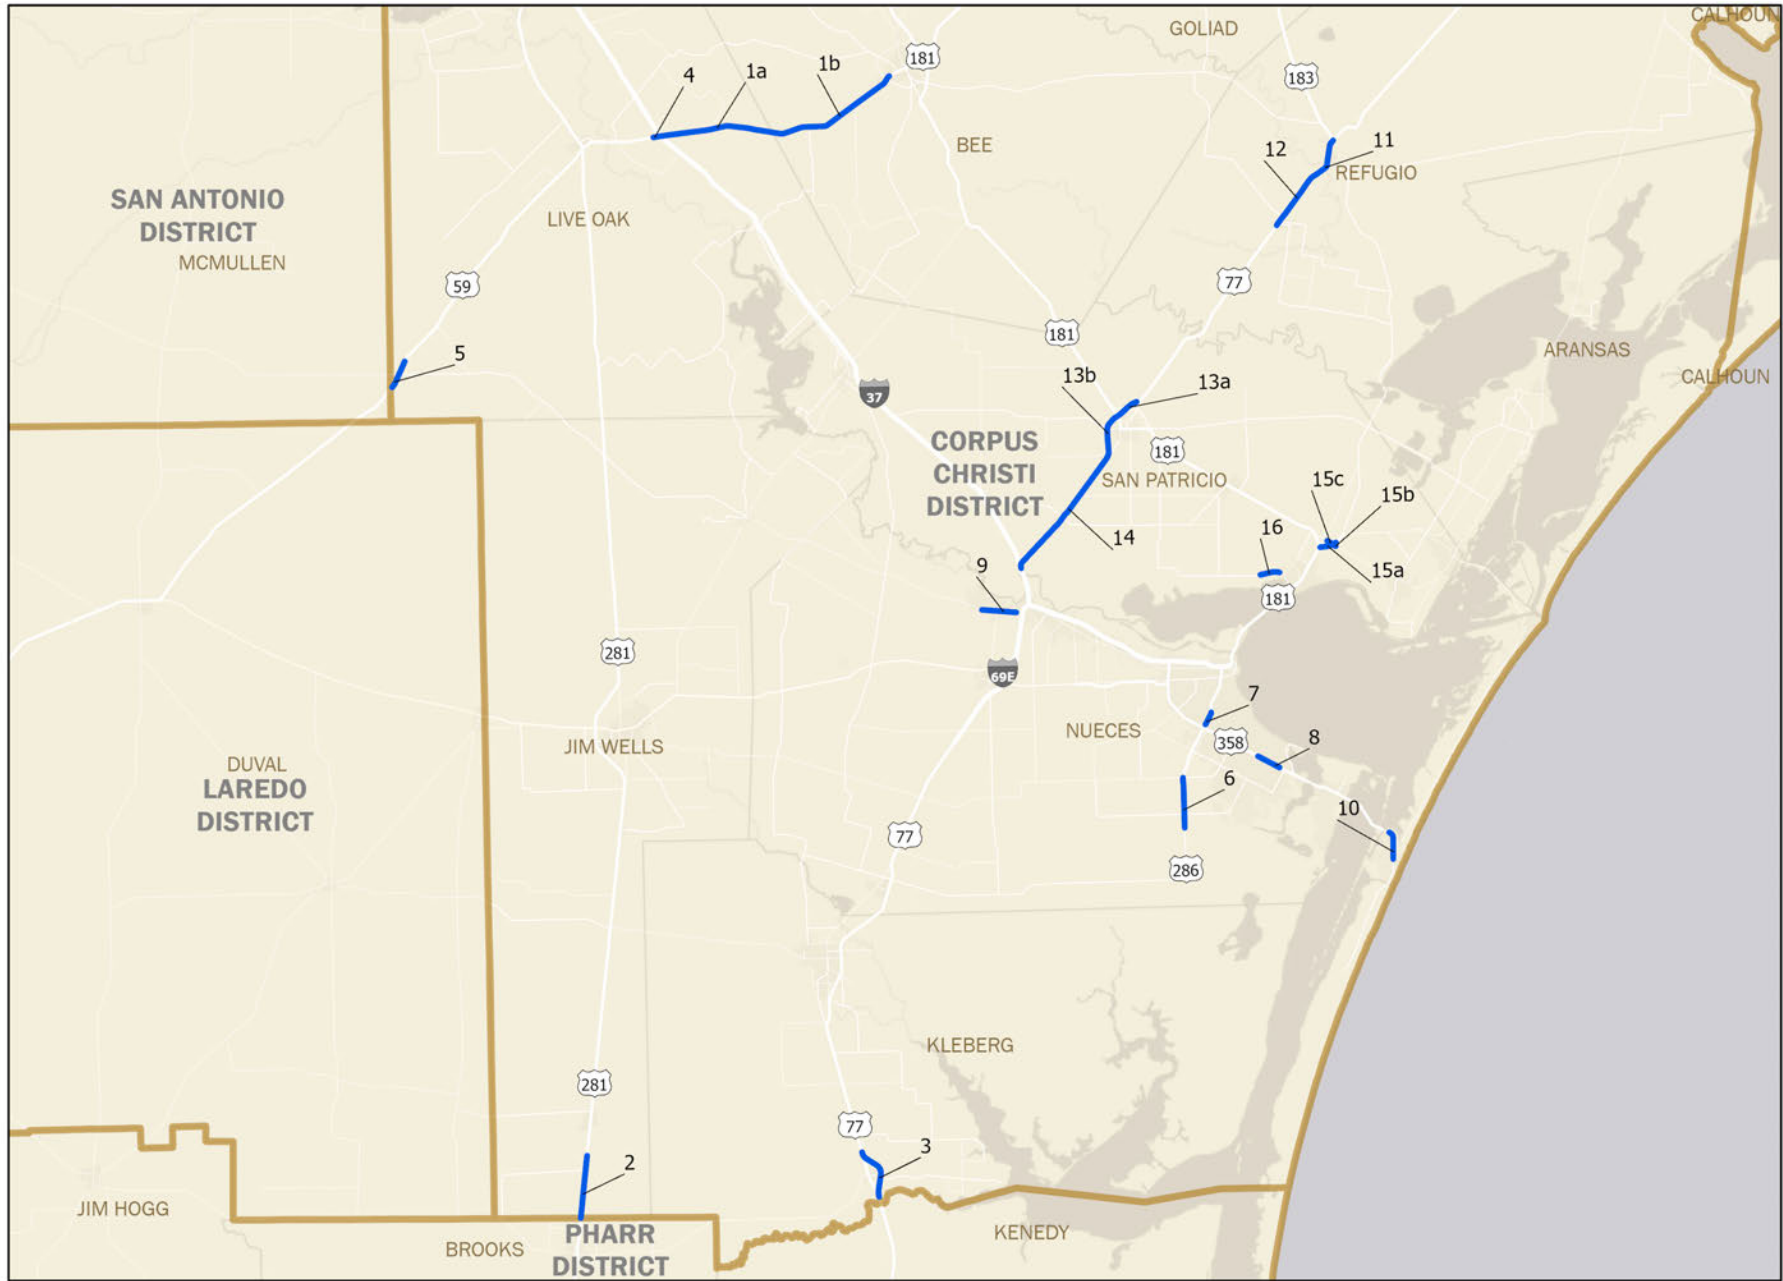 CALHOUN
GOLIAD
181
4
1a
1b
183
BEE
12
11
REFUGIO
SAN ANTONIO
DISTRICT
MCMULLEN
LIVE OAK
59
77
181
ARANSAS
5
13b
13a
CALHOUN
37
CORPUS
CHRISTI
DISTRICT
181
SAN PATRICIO
15c
15b
16
14
15a
9
181
281
69E
7
NUECES
358
JIM WELLS
8
DUVAL
LAREDO
DISTRICT
6
10
77
286
KLEBERG
281
77
3
2
JIM HOGG
BROOKS
PHARR
DISTRICT
KENEDY